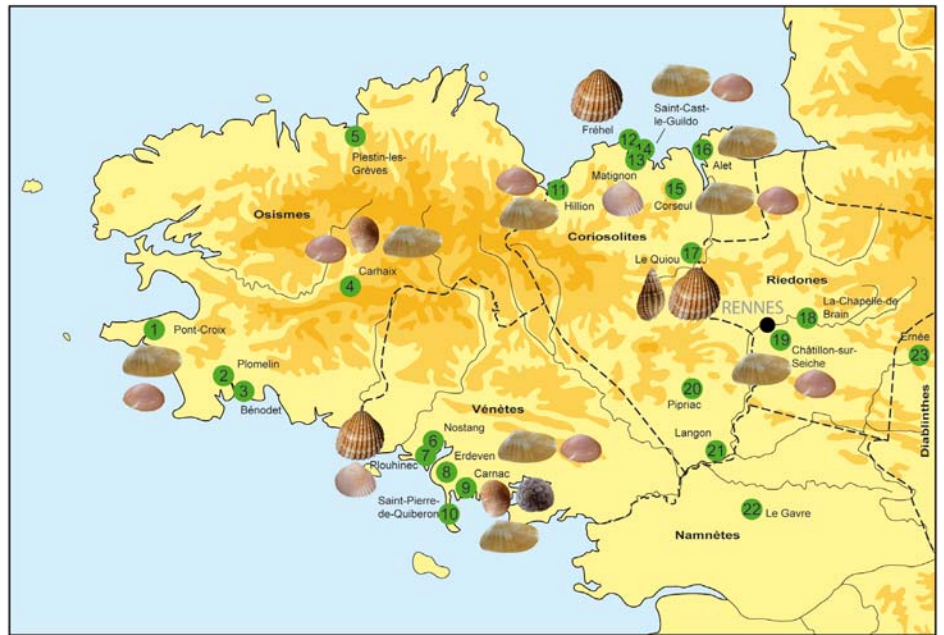 Saint-Cast-
le-Guildo
Fréhel
12
14
13
5
Plestin-les-
Grèves
16
Alet
Matignon
11
Hillion
15
Corseul
Osismes
Coriosolites
4
Carhaix
Le Quiou
17
Riedones
RENNES
La-Chapelle-de
Brain
18
1
Pont-Croix
19
Châtillon-sur-
Seiche
Ernée
23
2
Plomelin
3
Bénodet
20
Pipriac
Diablinthes
Vénètes
6
Nostang
7
Plouhinec
Erdeven
8
Carnac
9
Langon
21
Saint-Pierre-
de-Quiberon
10
22
Le Gavre
Namnètes